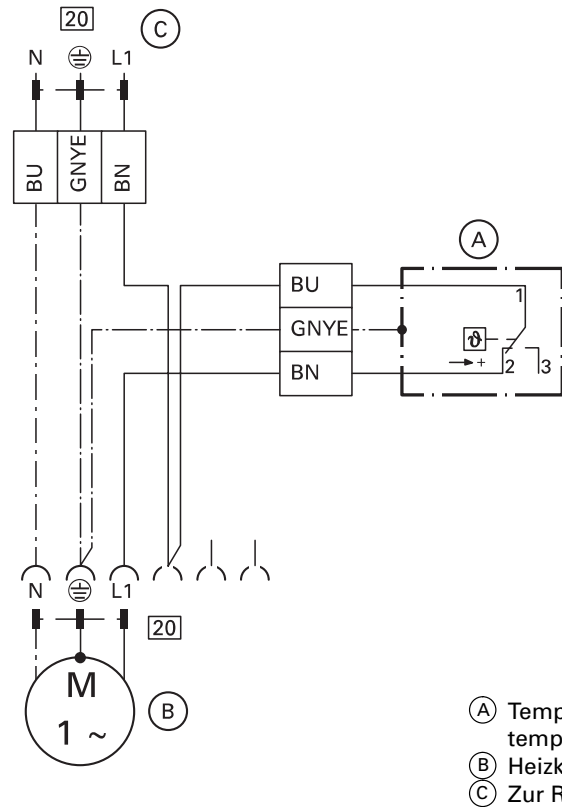 20
C
N L1
BU GNYE BN
A
BU
GNYE
BN
1
ϑ
+
2 3
N L1
20
M
1 ~
B
A Temp
temp
B Heizk
C Zur R